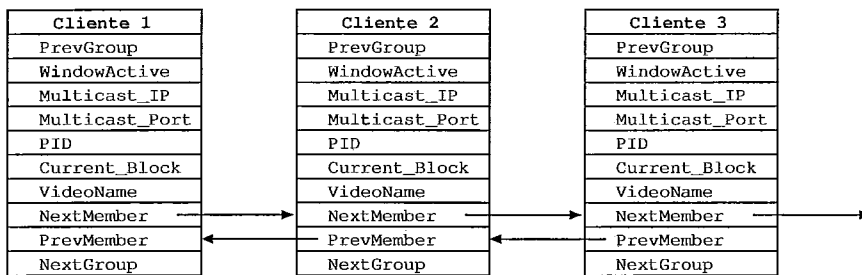 Cliente 1
PrevGroup
WindowActive
Multicast_IP
Multicast_Port
PID
Current_Block
VideoName
NextMember
PrevMember
NextGroup
Cliente 2
PrevGroup
WindowActive
Multicast_IP
Multicast_Port
PID
Current_Block
VideoName
NextMember
PrevMember
NextGroup
Cliente 3
PrevGroup
WindowActive
Multicast_IP
Multicast_Port
PID
Current_Block
VideoName
NextMember
PrevMember
NextGroup